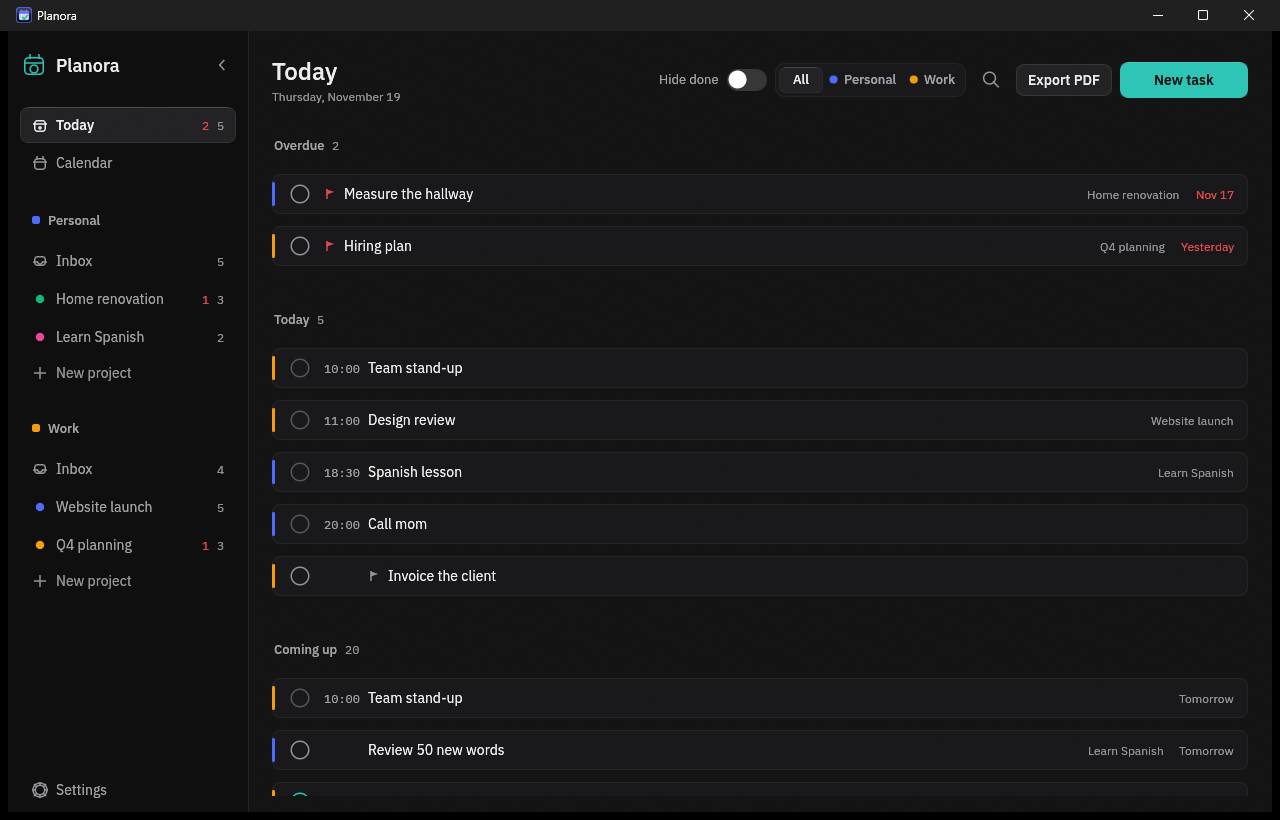 Planora
Planora
Today 2 5
Calendar
Personal
Inbox 5
Home renovation 1 3
Learn Spanish 2
New project
Work
Inbox 4
Website launch 5
Q4 planning 1 3
New project
Settings
Today
Thursday, November 19
Hide done
All Personal Work
Export PDF
New task
Overdue 2
Measure the hallway Home renovation Nov 17
Hiring plan Q4 planning Yesterday
Today 5
10:00 Team stand-up
11:00 Design review Website launch
18:30 Spanish lesson Learn Spanish
20:00 Call mom
Invoice the client
Coming up 20
10:00 Team stand-up Tomorrow
Review 50 new words Learn Spanish Tomorrow